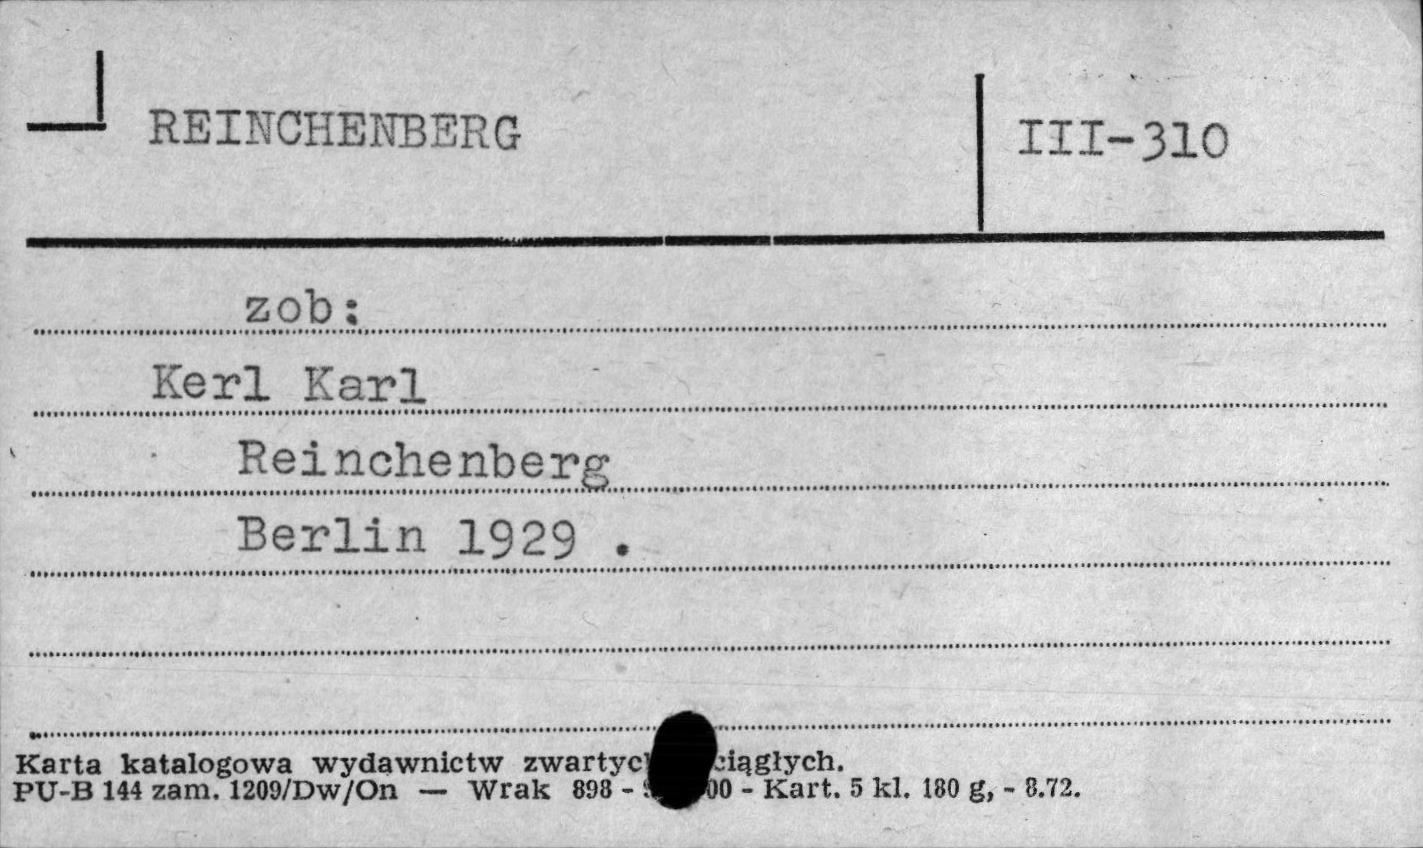 REINCHENBERG
III-310
zob:
Kerl Karl
Reinchenberg
Berlin 1929 .
Karta katalogowa wydawnictw ciągłych.
PU-B 144 zam. 1209/Dw/On — Wrak 898 - 00 - Kart. 5 kl. 180 g, - 8.72.